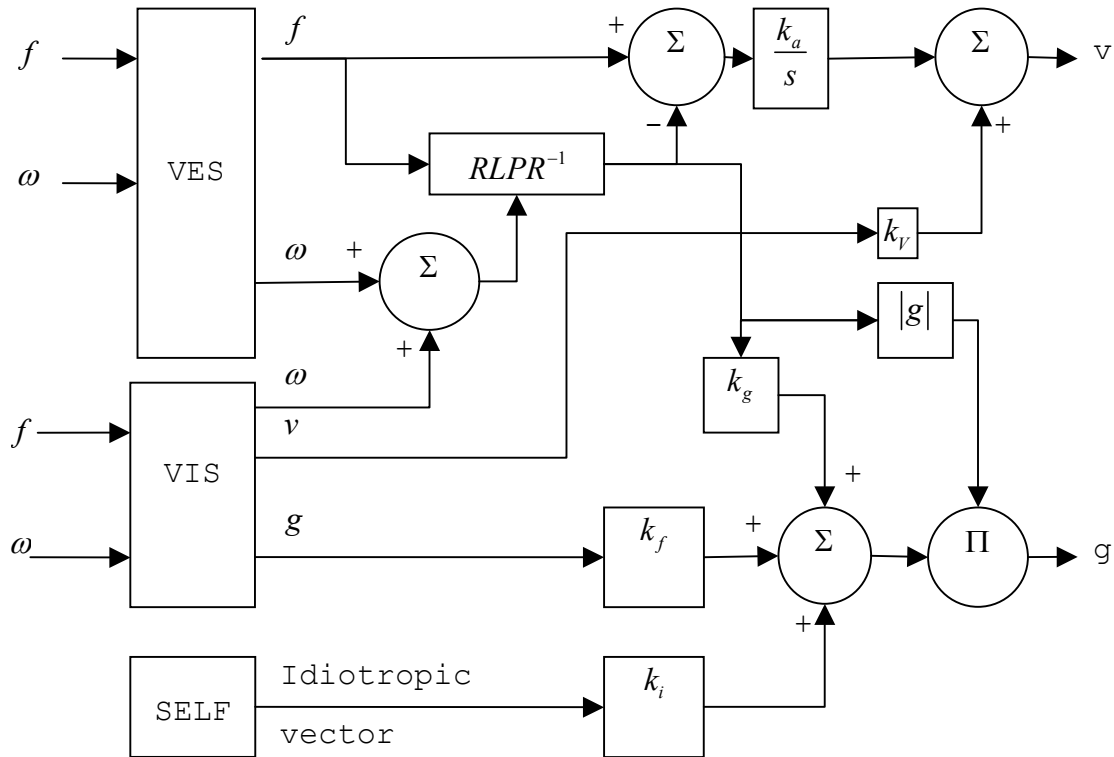 f
f
+
Σ
k_a
s
Σ
v
−
+
ω
VES
RLPR^{-1}
k_V
ω
+
Σ
+
|g|
ω
k_g
f
v
VIS
+
g
k_f
+
Σ
Π
g
ω
+
Idiotropic
k_i
SELF
vector